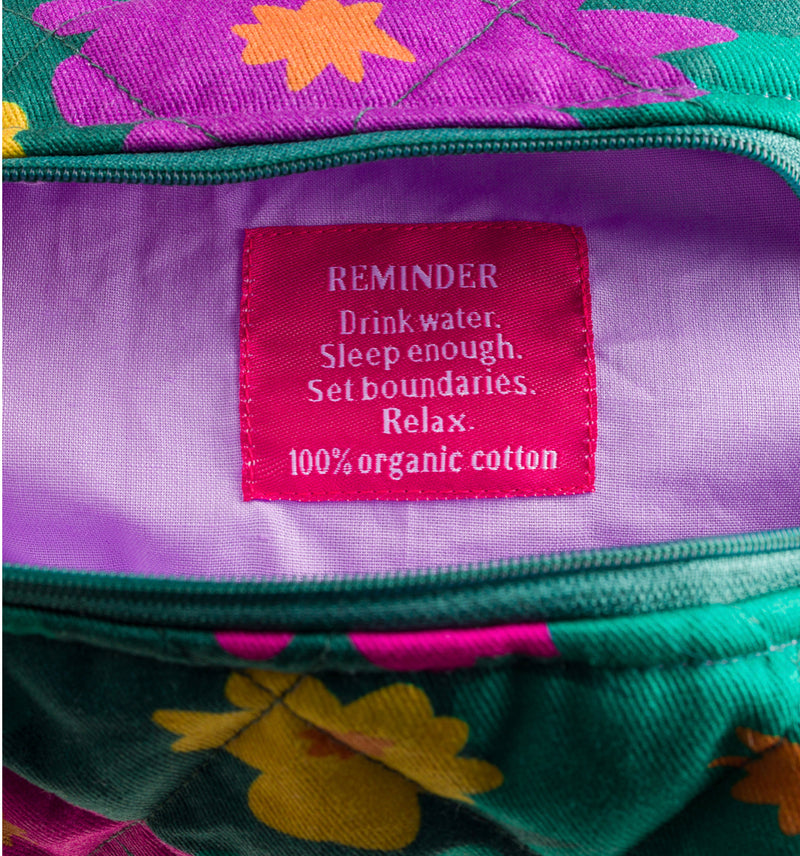 REMINDER
Drink water.
Sleep enough.
Set boundaries.
Relax.
100% organic cotton